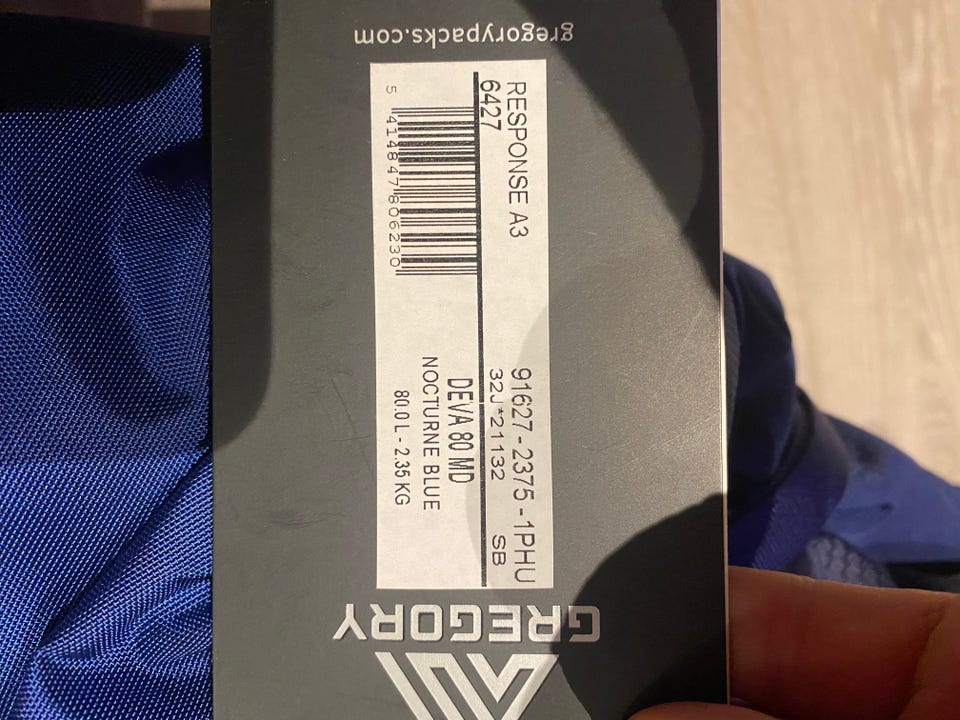 gregorypacks.com
RESPONSE A3
6427
91627 - 2375 -1PHU
32J*21132 SB
5 414847 806230
DEVA 80 MD
NOCTURNE BLUE
80.0 L - 2.35 KG
GREGORY